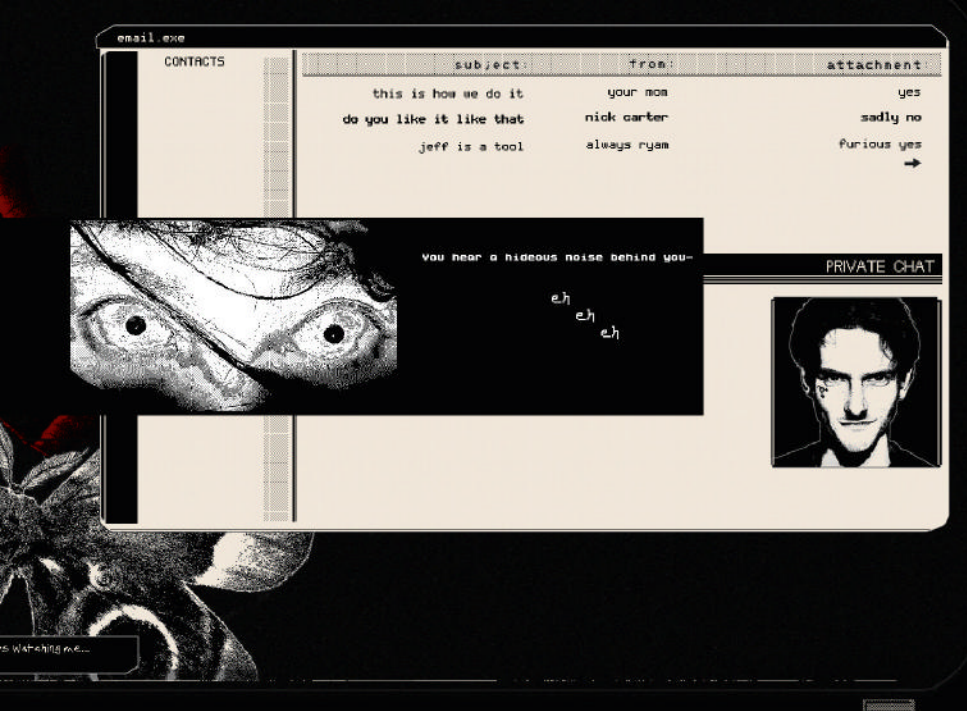 email.exe
CONTACTS
subject: from: attachment:
this is how we do it your mom yes
do you like it like that nick carter sadly no
jeff is a tool always ryam furious yes
You hear a hideous noise behind you-
PRIVATE CHAT
eh
eh
eh
watching me...